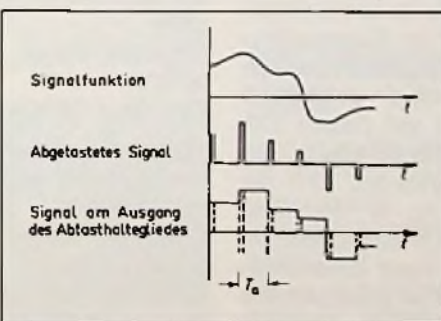 Signalfunktion
t
Abgetastetes Signal
t
Signal am Ausgang
des Abtasthaltegliedes
t
Ta